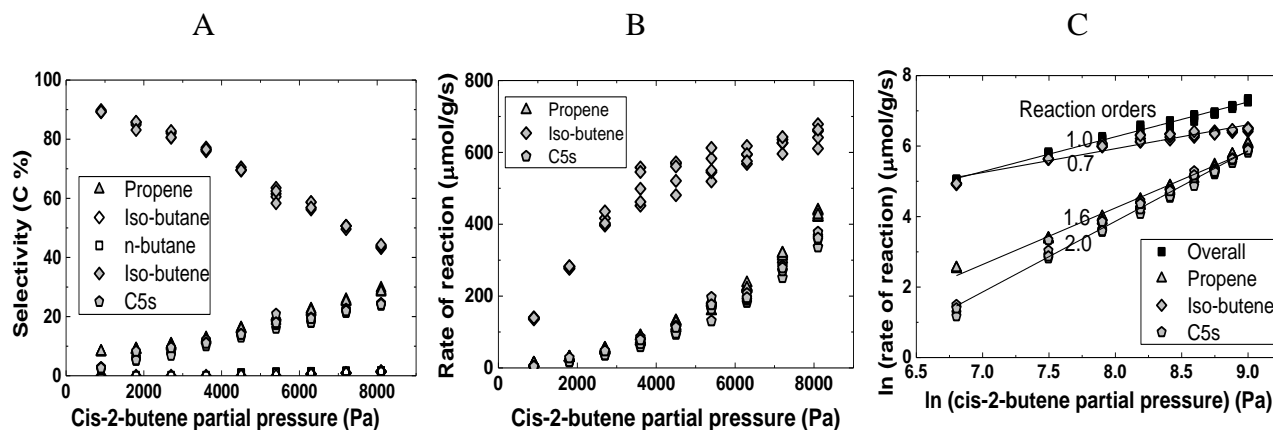 A
B
C
Selectivity (C %)
100
80
60
40
20
0
Propene
Iso-butane
n-butane
Iso-butene
C5s
0 2000 4000 6000 8000
Cis-2-butene partial pressure (Pa)
Rate of reaction (μmol/g/s)
800
600
400
200
0
Propene
Iso-butene
C5s
0 2000 4000 6000 8000
Cis-2-butene partial pressure (Pa)
ln (rate of reaction) (μmol/g/s)
8
6
4
2
0
Reaction orders
1.0
0.7
1.6
2.0
Overall
Propene
Iso-butene
C5s
6.5 7.0 7.5 8.0 8.5 9.0
ln (cis-2-butene partial pressure) (Pa)